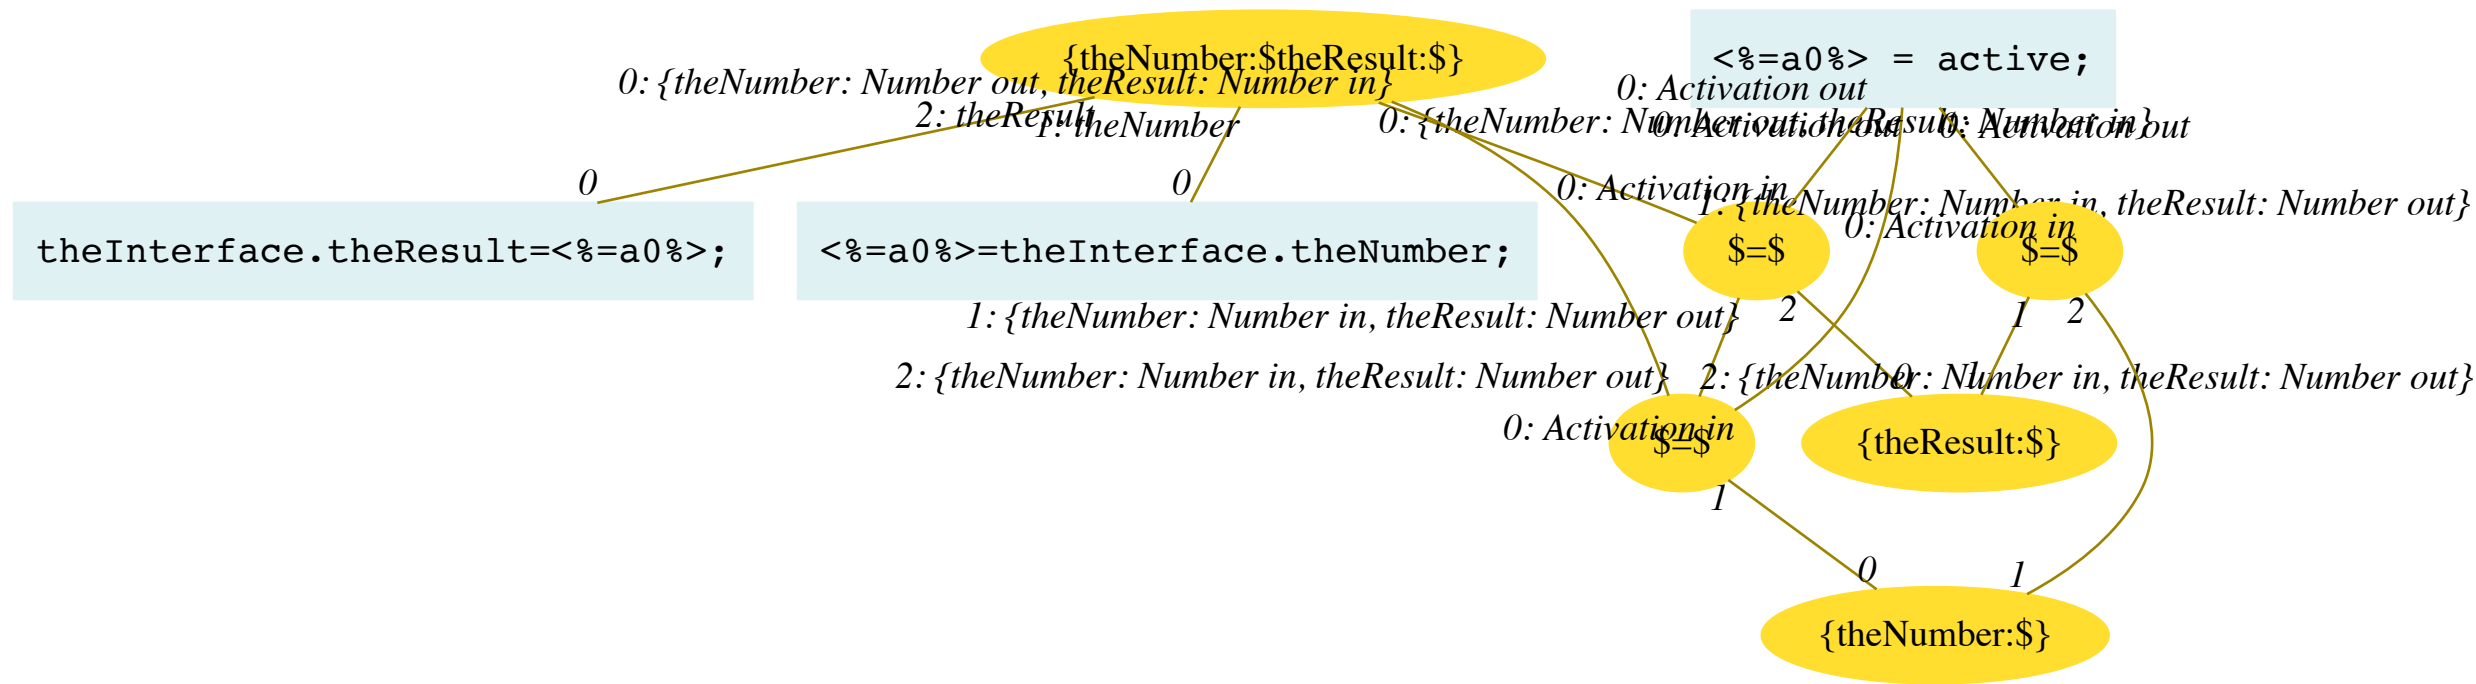 {theNumber:$theResult:$}
<%=a0%> = active;
0: {theNumber: Number out, theResult: Number in}
0: Activation out
2: theResult
1: theNumber
0: {theNumber: Number out, theResult: Number in}
0: Activation out
0: Activation out
0
0
0: Activation in
1: {theNumber: Number in, theResult: Number out}
0: Activation in
theInterface.theResult=<%=a0%>;
<%=a0%>=theInterface.theNumber;
$=$
$=$
1: {theNumber: Number in, theResult: Number out}
2
1
2
2: {theNumber: Number in, theResult: Number out}
2: {theNumber: Number in, theResult: Number out}
0
1
0: Activation in
$=$
{theResult:$}
1
0
1
{theNumber:$}